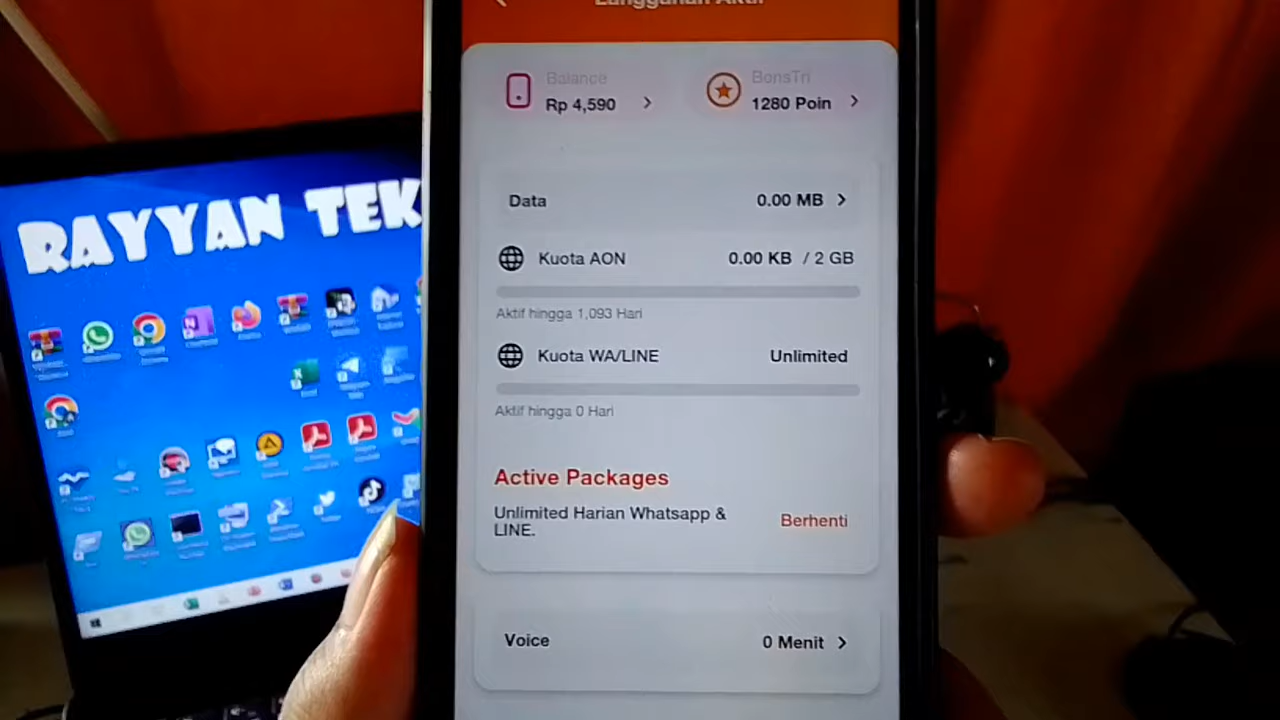 Langganan Aktif
Balance
Rp 4,590
BonsTri
1280 Poin
RAYYAN TEK
Data
0.00 MB
Kuota AON
0.00 KB / 2 GB
Aktif hingga 1,093 Hari
Kuota WA/LINE
Unlimited
Aktif hingga 0 Hari
Active Packages
Unlimited Harian Whatsapp &
LINE.
Berhenti
Voice
0 Menit